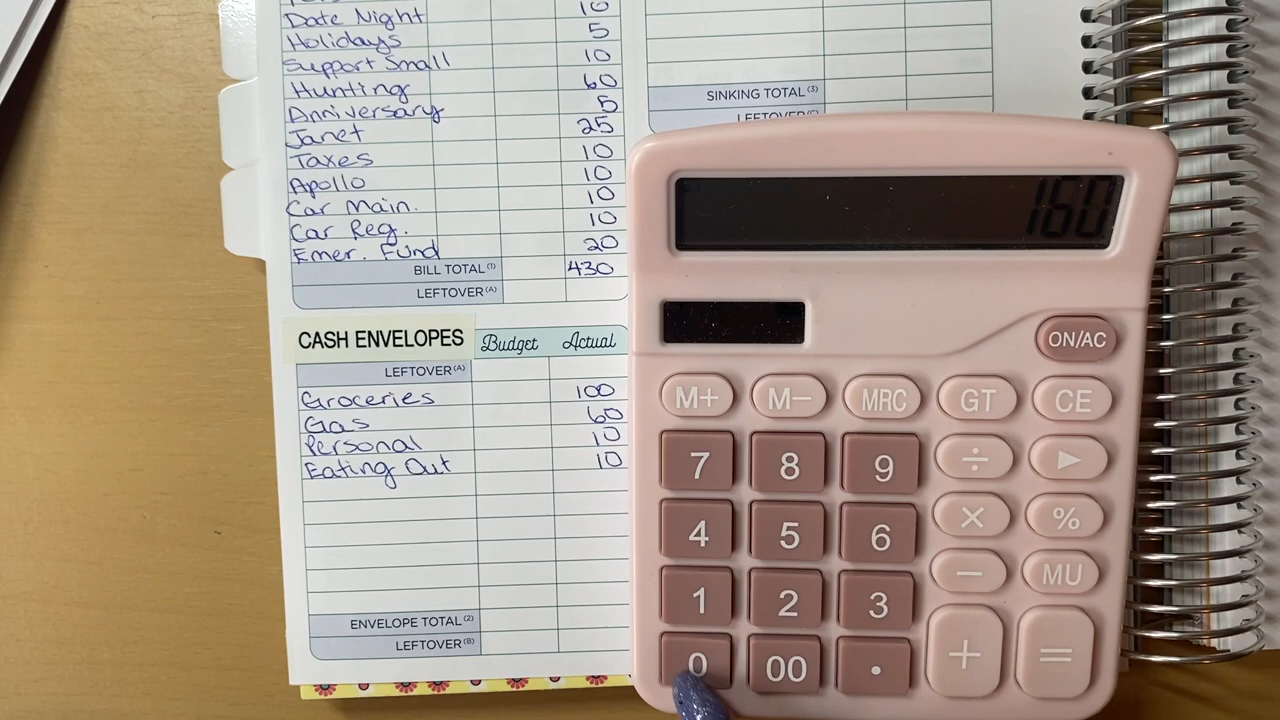 Date Night 10
Holidays 5
Support Small 10
Hunting 60
Anniversary 5
Janet 25
Taxes 10
Apollo 10
Car Main. 10
Car Reg. 10
Emer. Fund 20
BILL TOTAL (1) 430
LEFTOVER (A)
CASH ENVELOPES Budget Actual
LEFTOVER (A)
Groceries 100
Gas 60
Personal 10
Eating Out 10
ENVELOPE TOTAL (2)
LEFTOVER (B)
SINKING TOTAL (3)
LEFTOVER (C)
160
ON/AC
M+ M− MRC GT CE
7 8 9 ÷ ▶
4 5 6 × %
1 2 3 − MU
0 00 . + =